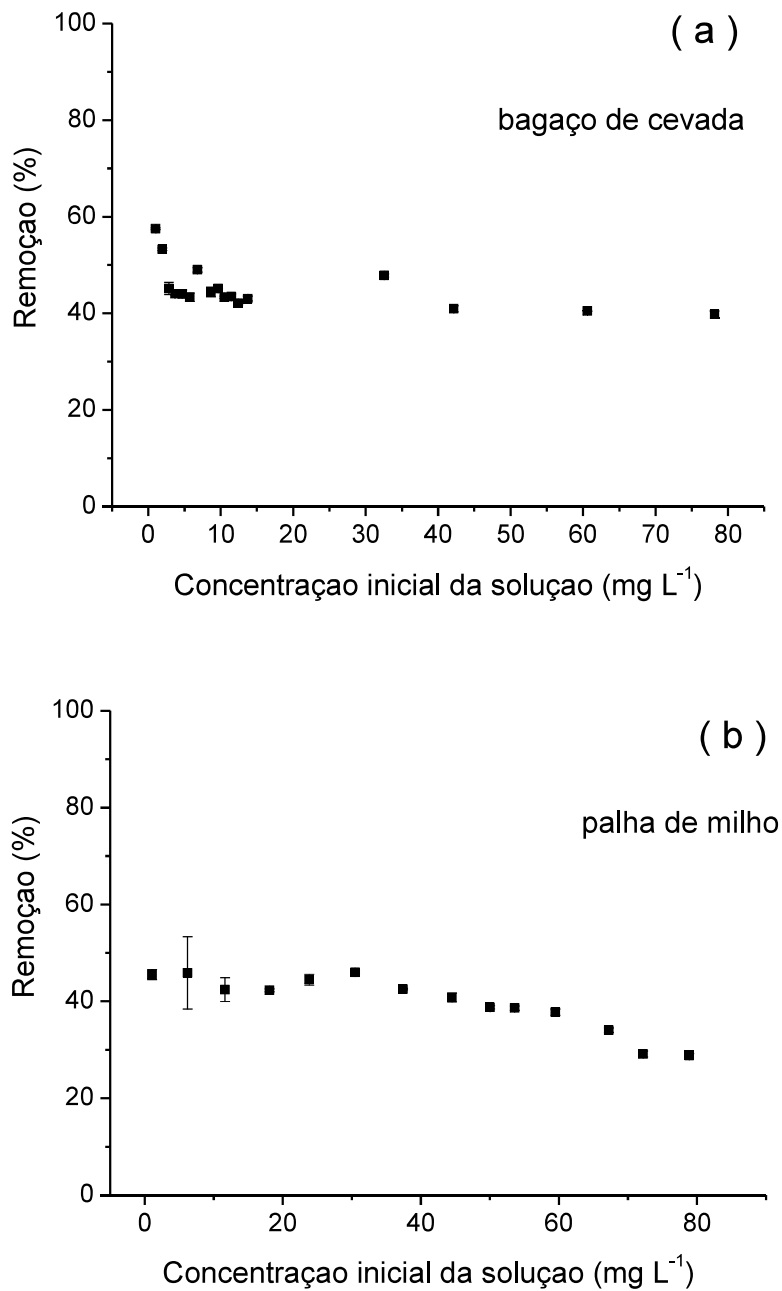 ( a )
bagaço de cevada
Remoçao (%)
100
80
60
40
20
0
0 10 20 30 40 50 60 70 80
Concentraçao inicial da soluçao (mg L⁻¹)
( b )
palha de milho
Remoçao (%)
100
80
60
40
20
0
0 20 40 60 80
Concentraçao inicial da soluçao (mg L⁻¹)